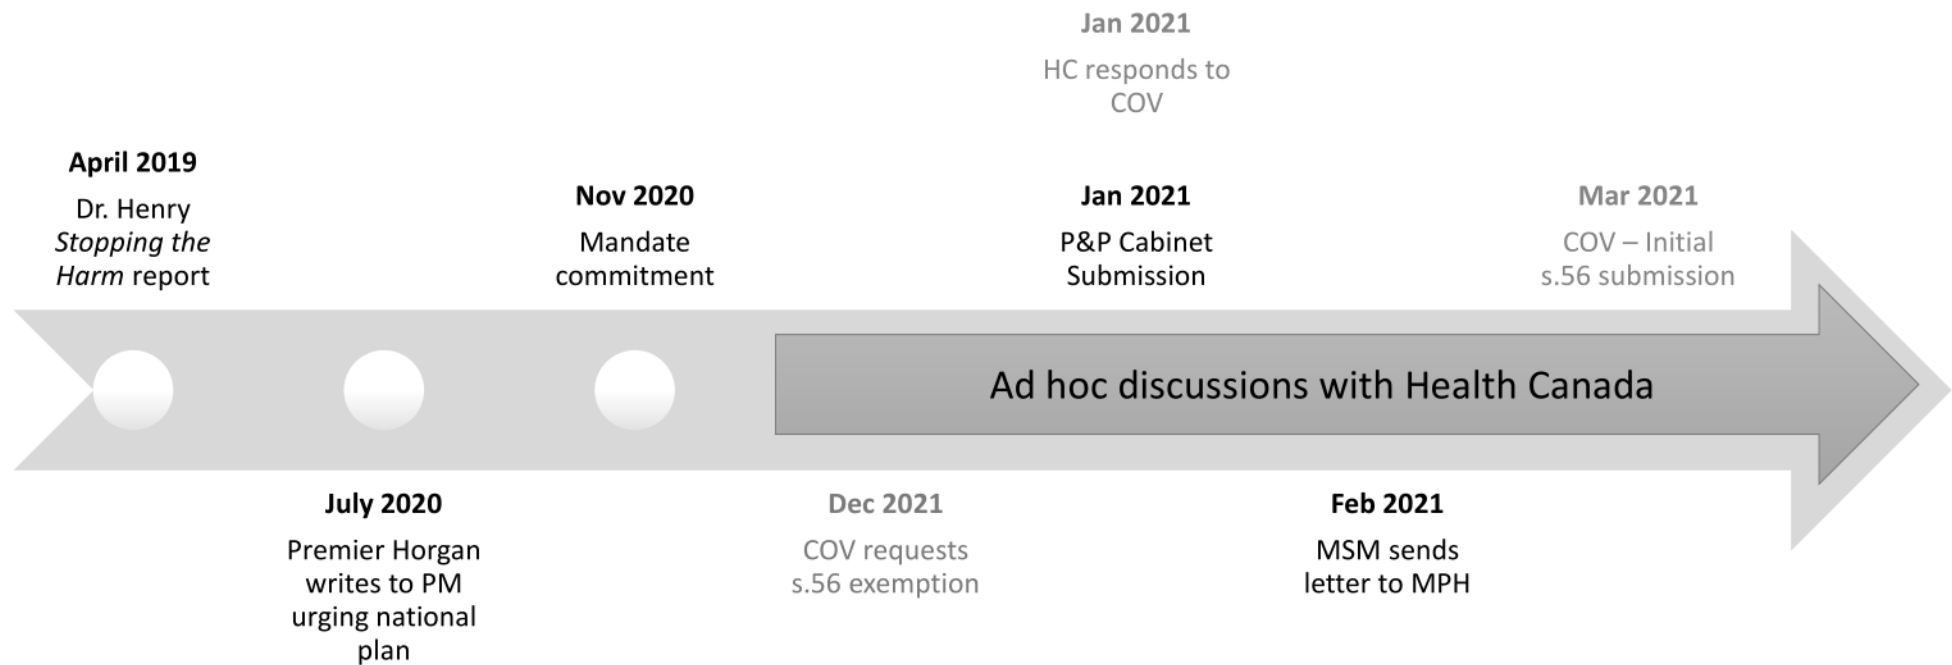 Jan 2021
HC responds to
COV
April 2019
Dr. Henry
Stopping the
Harm report
Nov 2020
Mandate
commitment
Jan 2021
P&P Cabinet
Submission
Mar 2021
COV – Initial
s.56 submission
Ad hoc discussions with Health Canada
July 2020
Premier Horgan
writes to PM
urging national
plan
Dec 2021
COV requests
s.56 exemption
Feb 2021
MSM sends
letter to MPH